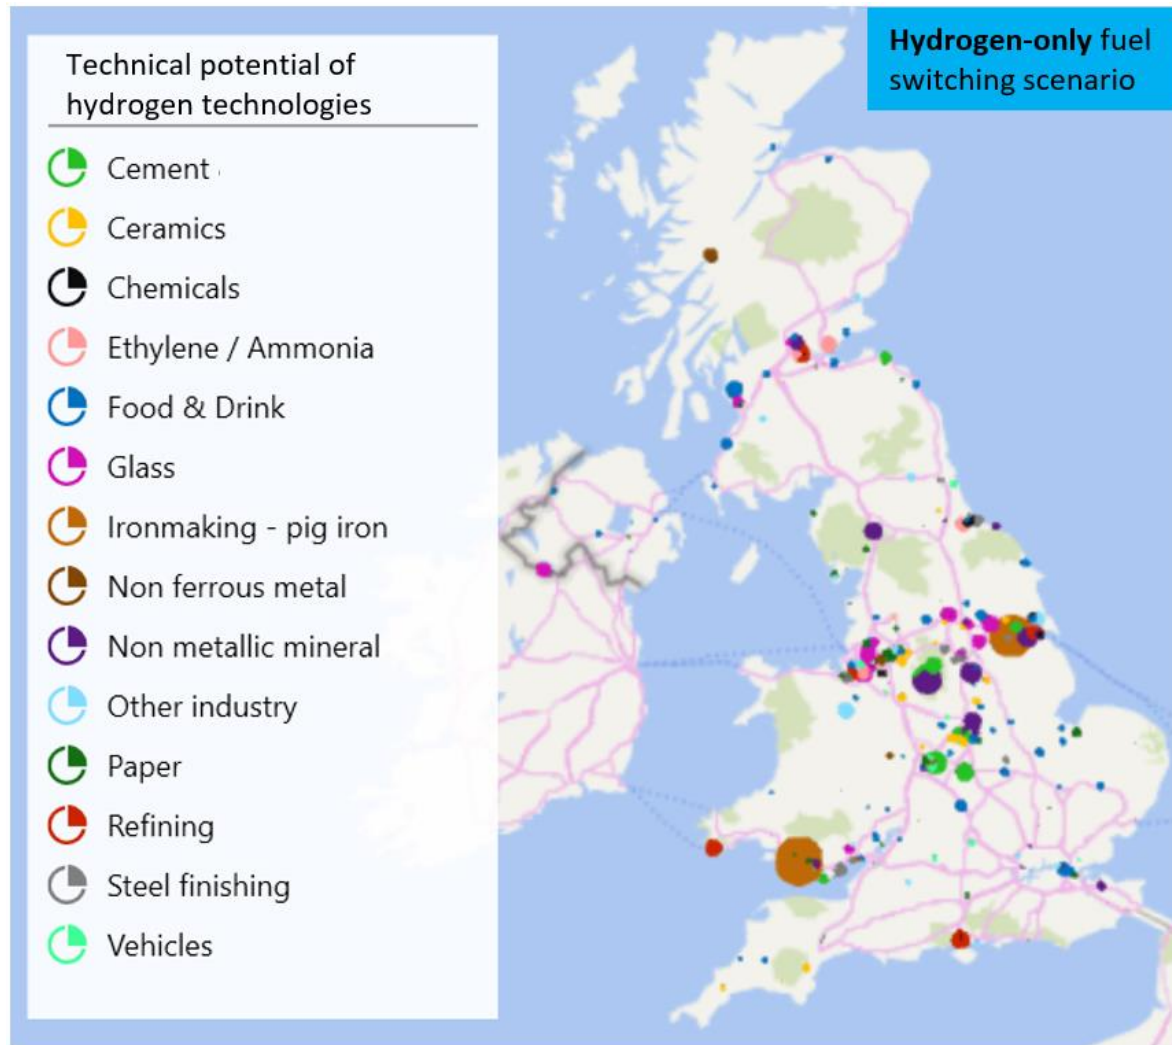 Technical potential of
hydrogen technologies
Cement
Ceramics
Chemicals
Ethylene / Ammonia
Food & Drink
Glass
Ironmaking - pig iron
Non ferrous metal
Non metallic mineral
Other industry
Paper
Refining
Steel finishing
Vehicles
Hydrogen-only fuel
switching scenario